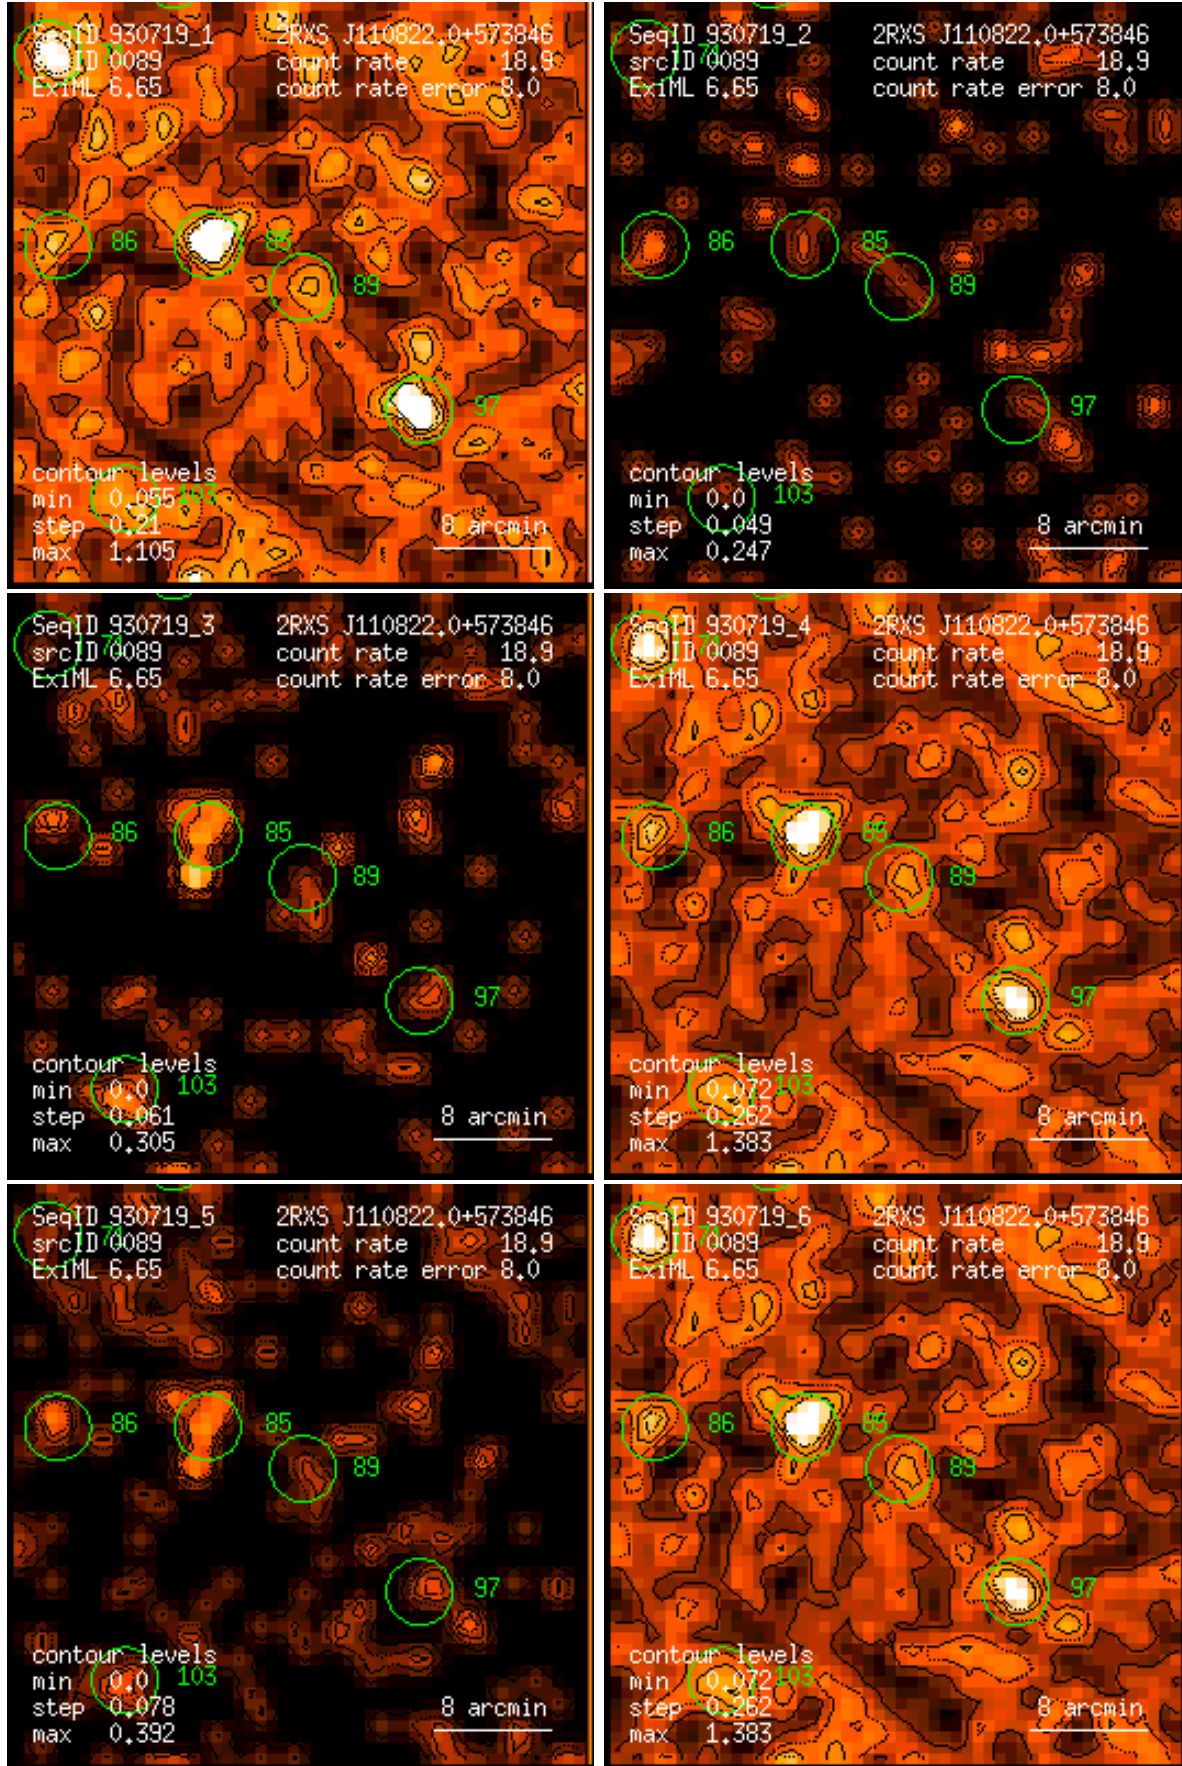 SeqID 930719_1 2RXS J110822.0+573846
srcID 0089 count rate 18.9
ExiML 6.65 count rate error 8.0
71
86 85
89
97
contour levels
min 0.055 103
step 0.21 8 arcmin
max 1.105
SeqID 930719_2 2RXS J110822.0+573846
srcID 0089 count rate 18.9
ExiML 6.65 count rate error 8.0
71
86 85
89
97
contour levels
min 0.0 103
step 0.049 8 arcmin
max 0.247
SeqID 930719_3 2RXS J110822.0+573846
srcID 0089 count rate 18.9
ExiML 6.65 count rate error 8.0
71
86 85
89
97
contour levels
min 0.0 103
step 0.061 8 arcmin
max 0.305
SeqID 930719_4 2RXS J110822.0+573846
srcID 0089 count rate 18.9
ExiML 6.65 count rate error 8.0
71
86 85
89
97
contour levels
min 0.072 103
step 0.262 8 arcmin
max 1.383
SeqID 930719_5 2RXS J110822.0+573846
srcID 0089 count rate 18.9
ExiML 6.65 count rate error 8.0
71
86 85
89
97
contour levels
min 0.0 103
step 0.078 8 arcmin
max 0.392
SeqID 930719_6 2RXS J110822.0+573846
srcID 0089 count rate 18.9
ExiML 6.65 count rate error 8.0
71
86 85
89
97
contour levels
min 0.072 103
step 0.262 8 arcmin
max 1.383